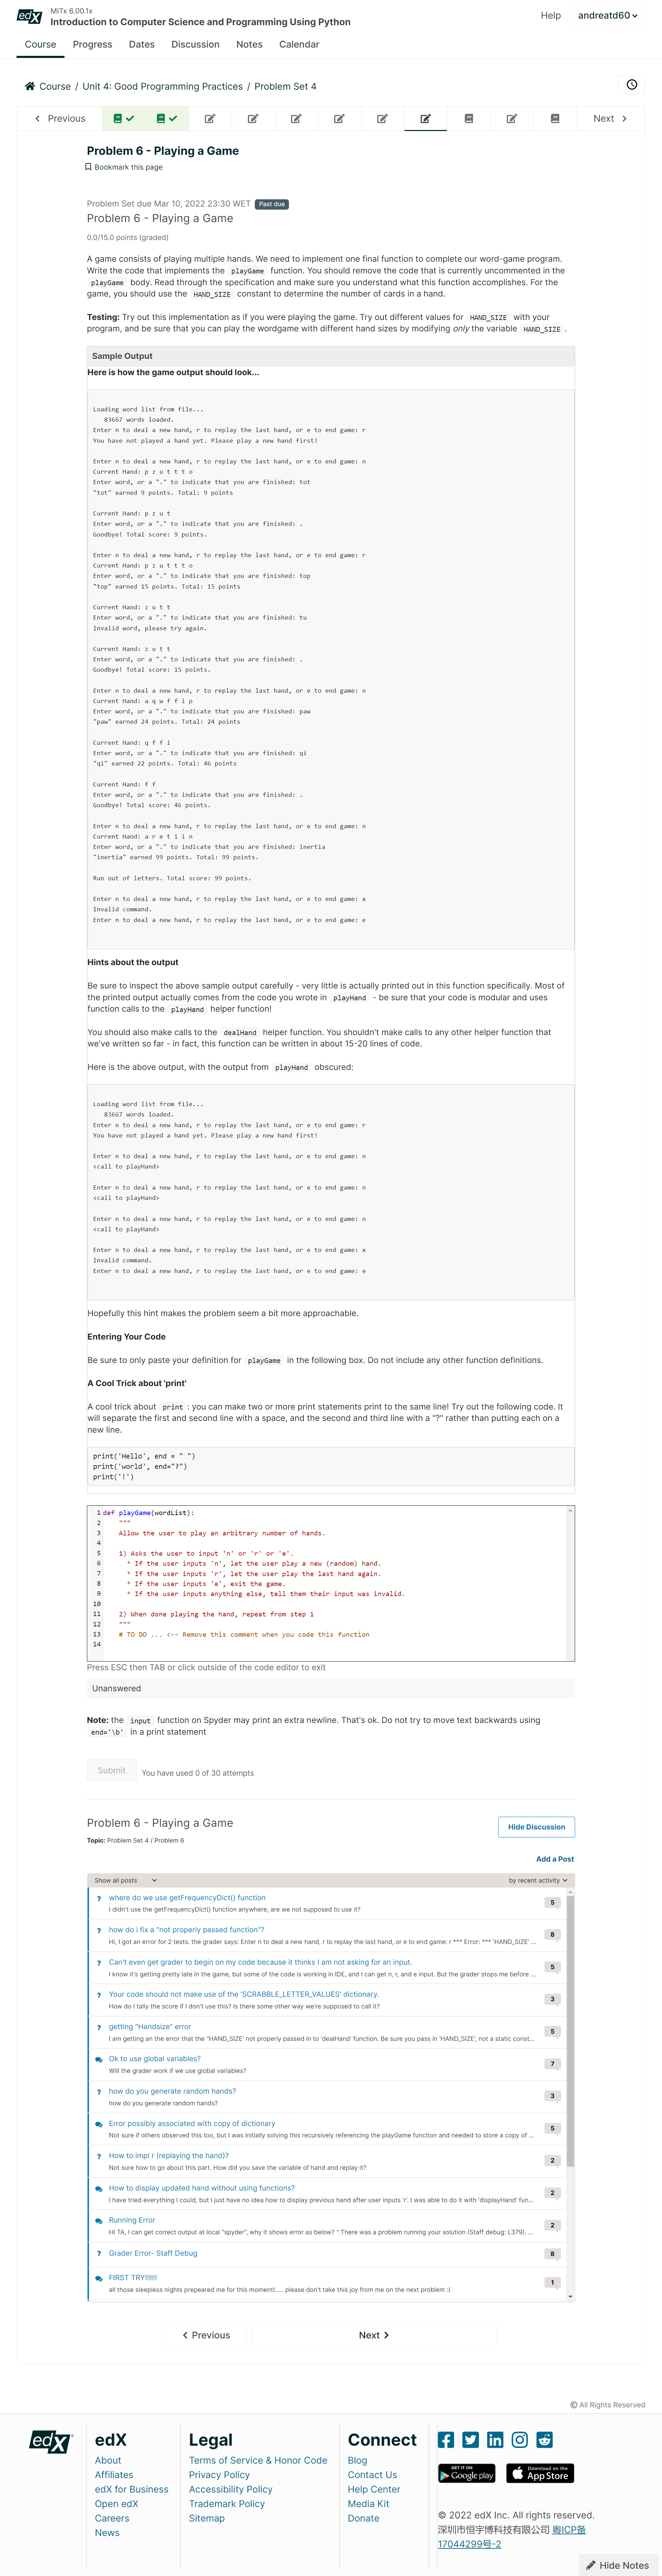 edX
MITx 6.00.1x
Introduction to Computer Science and Programming Using Python
Help andreatd60
Course Progress Dates Discussion Notes Calendar
Course / Unit 4: Good Programming Practices / Problem Set 4
Previous Next
Problem 6 - Playing a Game
Bookmark this page
Problem Set due Mar 10, 2022 23:30 WET Past due
Problem 6 - Playing a Game
0.0/15.0 points (graded)
A game consists of playing multiple hands. We need to implement one final function to complete our word-game program.
Write the code that implements the playGame function. You should remove the code that is currently uncommented in the
playGame body. Read through the specification and make sure you understand what this function accomplishes. For the
game, you should use the HAND_SIZE constant to determine the number of cards in a hand.
Testing: Try out this implementation as if you were playing the game. Try out different values for HAND_SIZE with your
program, and be sure that you can play the wordgame with different hand sizes by modifying only the variable HAND_SIZE .
Sample Output
Here is how the game output should look...
Loading word list from file...
83667 words loaded.
Enter n to deal a new hand, r to replay the last hand, or e to end game: r
You have not played a hand yet. Please play a new hand first!
Enter n to deal a new hand, r to replay the last hand, or e to end game: n
Current Hand: p z u t t t o
Enter word, or a "." to indicate that you are finished: tot
"tot" earned 9 points. Total: 9 points
Current Hand: p z u t
Enter word, or a "." to indicate that you are finished: .
Goodbye! Total score: 9 points.
Enter n to deal a new hand, r to replay the last hand, or e to end game: r
Current Hand: p z u t t t o
Enter word, or a "." to indicate that you are finished: top
"top" earned 15 points. Total: 15 points
Current Hand: z u t t
Enter word, or a "." to indicate that you are finished: tu
Invalid word, please try again.
Current Hand: z u t t
Enter word, or a "." to indicate that you are finished: .
Goodbye! Total score: 15 points.
Enter n to deal a new hand, r to replay the last hand, or e to end game: n
Current Hand: a q w f f i p
Enter word, or a "." to indicate that you are finished: paw
"paw" earned 24 points. Total: 24 points
Current Hand: q f f i
Enter word, or a "." to indicate that you are finished: qi
"qi" earned 22 points. Total: 46 points
Current Hand: f f
Enter word, or a "." to indicate that you are finished: .
Goodbye! Total score: 46 points.
Enter n to deal a new hand, r to replay the last hand, or e to end game: n
Current Hand: a r e t i i n
Enter word, or a "." to indicate that you are finished: inertia
"inertia" earned 99 points. Total: 99 points.
Run out of letters. Total score: 99 points.
Enter n to deal a new hand, r to replay the last hand, or e to end game: x
Invalid command.
Enter n to deal a new hand, r to replay the last hand, or e to end game: e
Hints about the output
Be sure to inspect the above sample output carefully - very little is actually printed out in this function specifically. Most of
the printed output actually comes from the code you wrote in playHand - be sure that your code is modular and uses
function calls to the playHand helper function!
You should also make calls to the dealHand helper function. You shouldn't make calls to any other helper function that
we've written so far - in fact, this function can be written in about 15-20 lines of code.
Here is the above output, with the output from playHand obscured:
Loading word list from file...
83667 words loaded.
Enter n to deal a new hand, r to replay the last hand, or e to end game: r
You have not played a hand yet. Please play a new hand first!
Enter n to deal a new hand, r to replay the last hand, or e to end game: n
<call to playHand>
Enter n to deal a new hand, r to replay the last hand, or e to end game: n
<call to playHand>
Enter n to deal a new hand, r to replay the last hand, or e to end game: n
<call to playHand>
Enter n to deal a new hand, r to replay the last hand, or e to end game: x
Invalid command.
Enter n to deal a new hand, r to replay the last hand, or e to end game: e
Hopefully this hint makes the problem seem a bit more approachable.
Entering Your Code
Be sure to only paste your definition for playGame in the following box. Do not include any other function definitions.
A Cool Trick about 'print'
A cool trick about print : you can make two or more print statements print to the same line! Try out the following code. It
will separate the first and second line with a space, and the second and third line with a "?" rather than putting each on a
new line.
print('Hello', end = " ")
print('world', end="?")
print('!')
1 def playGame(wordList):
2 """
3 Allow the user to play an arbitrary number of hands.
4
5 1) Asks the user to input 'n' or 'r' or 'e'.
6 * If the user inputs 'n', let the user play a new (random) hand.
7 * If the user inputs 'r', let the user play the last hand again.
8 * If the user inputs 'e', exit the game.
9 * If the user inputs anything else, tell them their input was invalid.
10
11 2) When done playing the hand, repeat from step 1
12 """
13 # TO DO ... <-- Remove this comment when you code this function
14
Press ESC then TAB or click outside of the code editor to exit
Unanswered
Note: the input function on Spyder may print an extra newline. That's ok. Do not try to move text backwards using
end='\b' in a print statement
Submit You have used 0 of 30 attempts
Problem 6 - Playing a Game Hide Discussion
Topic: Problem Set 4 / Problem 6
Add a Post
Show all posts by recent activity
? where do we use getFrequencyDict() function 5
I didn't use the getFrequencyDict() function anywhere, are we not supposed to use it?
? how do i fix a "not properly passed function"? 8
Hi, I got an error for 2 tests. the grader says: Enter n to deal a new hand, r to replay the last hand, or e to end game: r *** Error: *** 'HAND_SIZE' ...
? Can't even get grader to begin on my code because it thinks I am not asking for an input. 5
I know it's getting pretty late in the game, but some of the code is working in IDE, and I can get n, r, and e input. But the grader stops me before ...
? Your code should not make use of the 'SCRABBLE_LETTER_VALUES' dictionary. 3
How do I tally the score if I don't use this? Is there some other way we're supposed to call it?
? getting "Handsize" error 5
I am getting an the error that the "HAND_SIZE' not properly passed in to 'dealHand' function. Be sure you pass in 'HAND_SIZE', not a static const...
Ok to use global variables? 7
Will the grader work if we use global variables?
? how do you generate random hands? 3
how do you generate random hands?
Error possibly associated with copy of dictionary 5
Not sure if others observed this too, but I was initially solving this recursively referencing the playGame function and needed to store a copy of ...
? How to impl r (replaying the hand)? 2
Not sure how to go about this part. How did you save the variable of hand and replay it?
How to display updated hand without using functions? 2
I have tried everything I could, but I just have no idea how to display previous hand after user inputs 'r'. I was able to do it with 'displayHand' fun...
Running Error 2
HI TA, I can get correct output at local "spyder", why it shows error as below? " There was a problem running your solution (Staff debug: L379). ...
? Grader Error- Staff Debug 8
FIRST TRY!!!!!! 1
all those sleepless nights prepeared me for this moment!..... please don't take this joy from me on the next problem :(
Previous Next
© All Rights Reserved
edX
edX
About
Affiliates
edX for Business
Open edX
Careers
News
Legal
Terms of Service & Honor Code
Privacy Policy
Accessibility Policy
Trademark Policy
Sitemap
Connect
Blog
Contact Us
Help Center
Media Kit
Donate
GET IT ON
Google play
Download on the
App Store
© 2022 edX Inc. All rights reserved.
深圳市恒宇博科技有限公司 粤ICP备
17044299号-2
Hide Notes